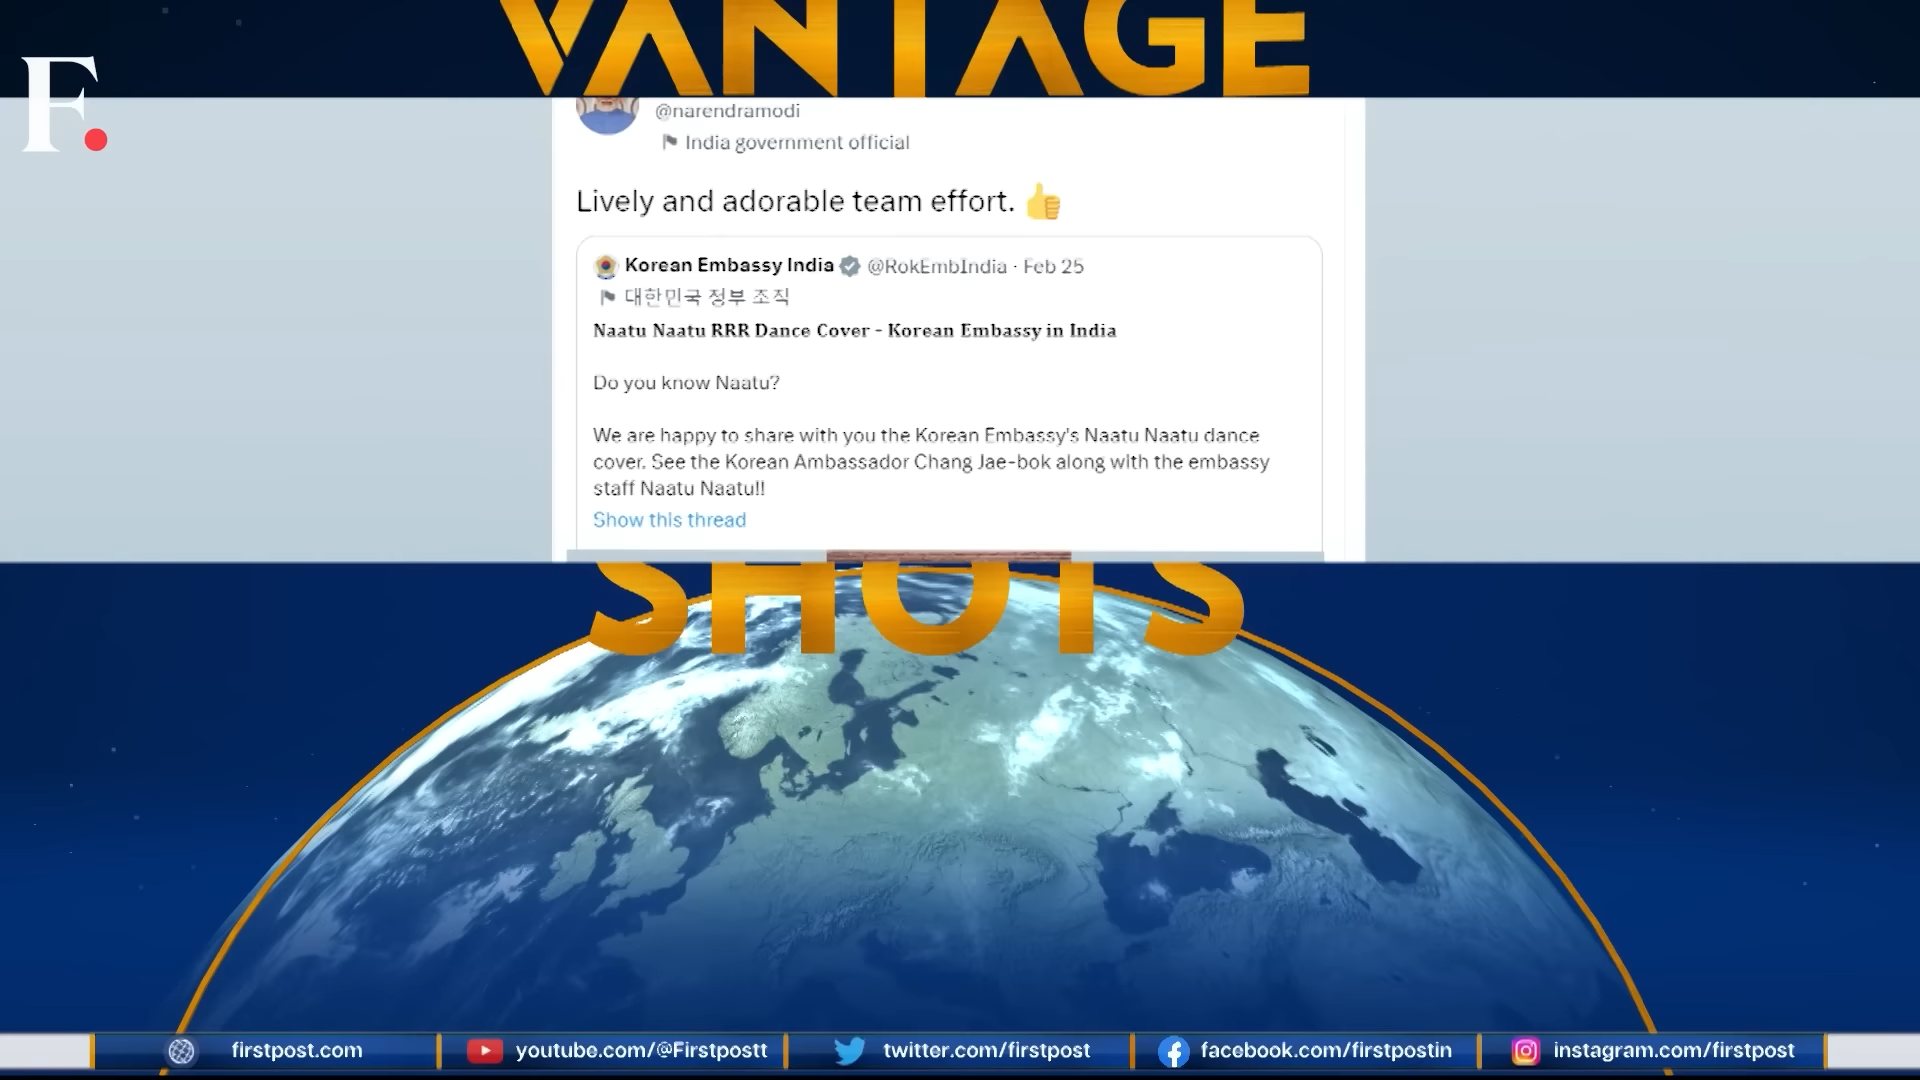 VANTAGE
F
@narendramodi
India government official
Lively and adorable team effort. 👍
Korean Embassy India @RokEmbIndia · Feb 25
대한민국 정부 조직
Naatu Naatu RRR Dance Cover - Korean Embassy in India
Do you know Naatu?
We are happy to share with you the Korean Embassy's Naatu Naatu dance
cover. See the Korean Ambassador Chang Jae-bok along with the embassy
staff Naatu Naatu!!
Show this thread
SHOTS
firstpost.com
youtube.com/@Firstpostt
twitter.com/firstpost
facebook.com/firstpostin
instagram.com/firstpost